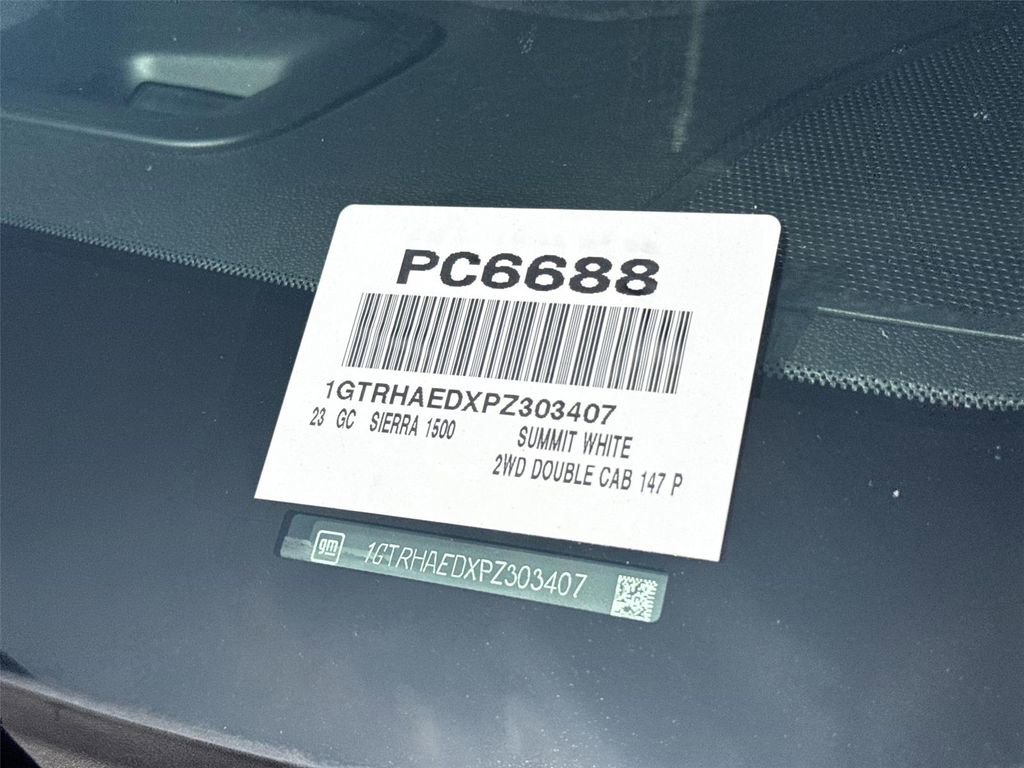 PC6688
1GTRHAEDXPZ303407
23 GC SIERRA 1500 SUMMIT WHITE
2WD DOUBLE CAB 147 P
gm 1GTRHAEDXPZ303407